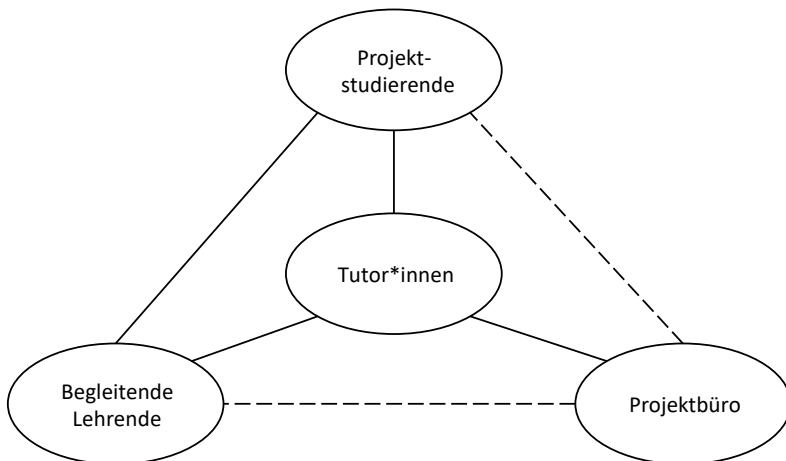 Projekt-
studierende
Tutor*innen
Begleitende
Lehrende
Projektbüro